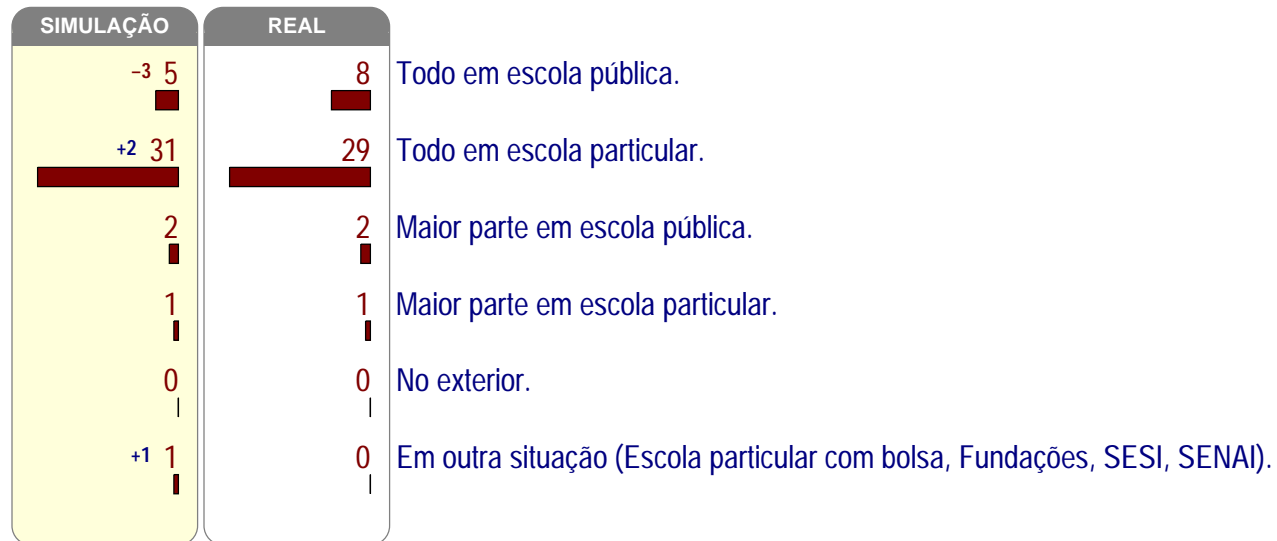 SIMULAÇÃO REAL
−3 5 8 Todo em escola pública.
+2 31 29 Todo em escola particular.
2 2 Maior parte em escola pública.
1 1 Maior parte em escola particular.
0 0 No exterior.
+1 1 0 Em outra situação (Escola particular com bolsa, Fundações, SESI, SENAI).